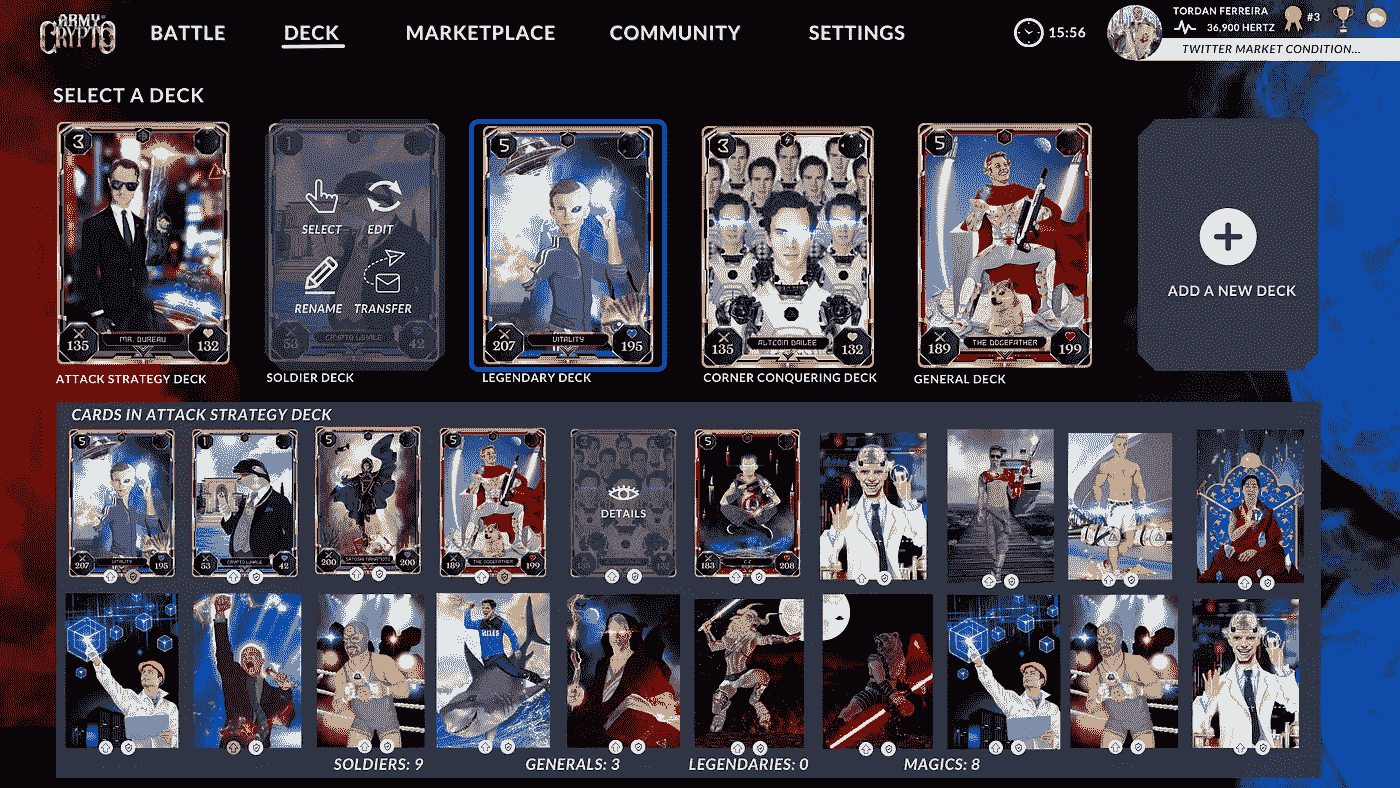 ARMY
CRYPTO
BATTLE
DECK
MARKETPLACE
COMMUNITY
SETTINGS
15:56
TORDAN FERREIRA
36,900 HERTZ
#3
TWITTER MARKET CONDITION...
SELECT A DECK
3
135
MR. DUREAU
132
ATTACK STRATEGY DECK
1
SELECT
EDIT
RENAME
TRANSFER
53
CRYPTO WHALE
42
SOLDIER DECK
5
207
VITALITY
195
LEGENDARY DECK
3
135
ALTCOIN DAILEE
132
CORNER CONQUERING DECK
5
189
THE DOGEFATHER
199
GENERAL DECK
ADD A NEW DECK
CARDS IN ATTACK STRATEGY DECK
5
207
VITALITY
195
1
53
CRYPTO WHALE
42
5
200
200
5
189
THE DOGEFATHER
199
DETAILS
5
183
CZ
208
SOLDIERS: 9
GENERALS: 3
LEGENDARIES: 0
MAGICS: 8